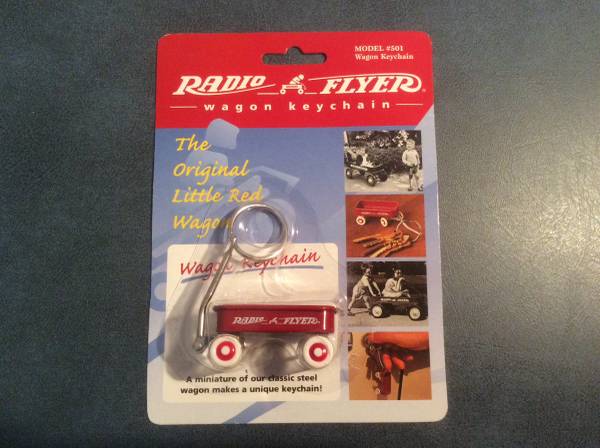 MODEL #501
Wagon Keychain
RADIO FLYER®
wagon keychain
The
Original
Little Red
Wagon
Wagon Keychain
RADIO FLYER
A miniature of our classic steel
wagon makes a unique keychain!